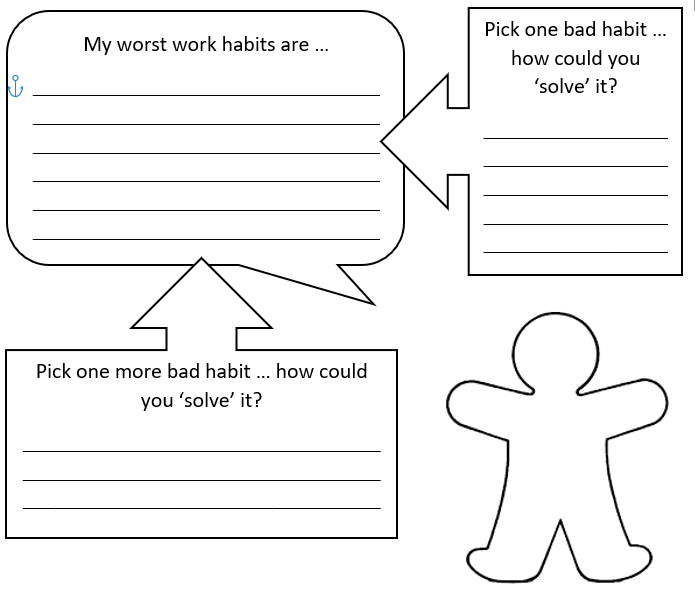 My worst work habits are …
Pick one bad habit …
how could you
‘solve’ it?
Pick one more bad habit … how could
you ‘solve’ it?